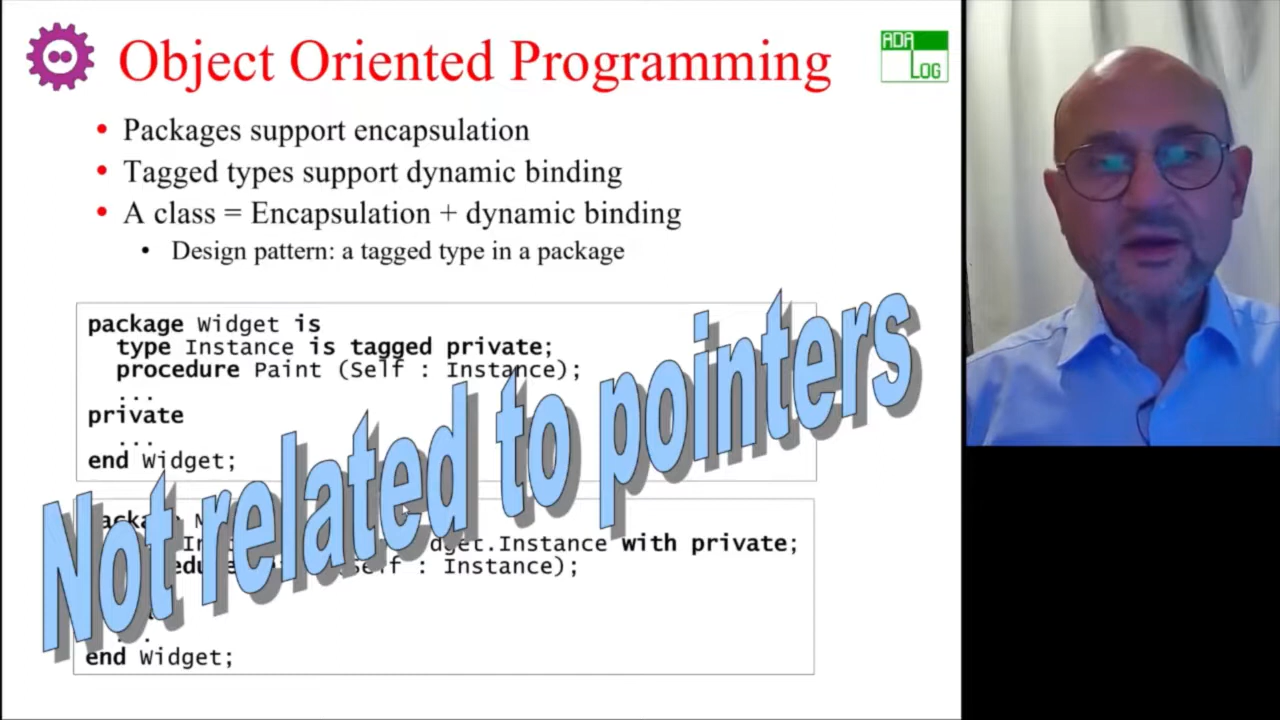 Object Oriented Programming
ADA
LOG
• Packages support encapsulation
• Tagged types support dynamic binding
• A class = Encapsulation + dynamic binding
• Design pattern: a tagged type in a package
package Widget is
type Instance is tagged private;
procedure Paint (Self : Instance);
...
private
...
end Widget;
Not related to pointers
.Instance with private;
: Instance);
end Widget;